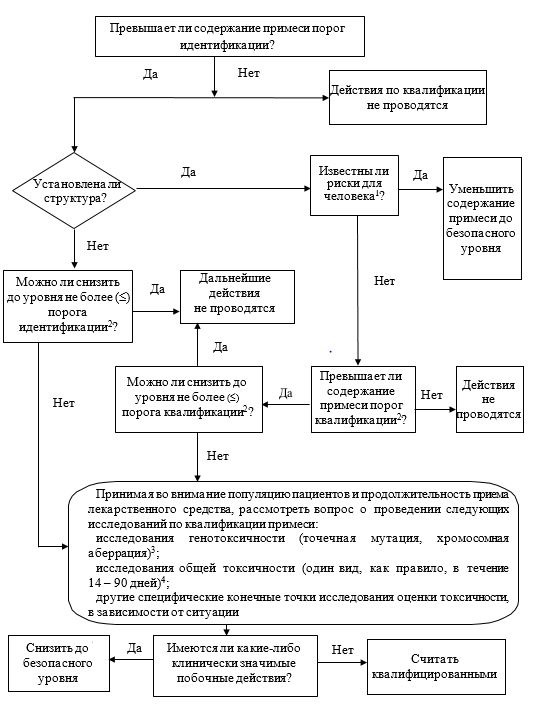 Превышает ли содержание примеси порог
идентификации?
Да
Нет
Действия по квалификации
не проводятся
Установлена ли
структура?
Да
Известны ли
риски для
человека¹?
Да
Уменьшить
содержание
примеси до
безопасного
уровня
Нет
Можно ли снизить
до уровня не более (≤)
порога
идентификации²?
Да
Дальнейшие
действия
не проводятся
Нет
Да
Нет
Можно ли снизить до
уровня не более (≤)
порога квалификации²?
Да
Превышает ли
содержание
примеси порог
квалификации²?
Нет
Действия
не
проводятся
Нет
Принимая во внимание популяцию пациентов и продолжительность приема
лекарственного средства, рассмотреть вопрос о проведении следующих
исследований по квалификации примеси:
исследования генотоксичности (точечная мутация, хромосомная
аберрация)³;
исследования общей токсичности (один вид, как правило, в течение
14 – 90 дней)⁴;
другие специфические конечные точки исследования оценки токсичности,
в зависимости от ситуации
Снизить до
безопасного
уровня
Да
Имеются ли какие-либо
клинически значимые
побочные действия?
Нет
Считать
квалифицированными